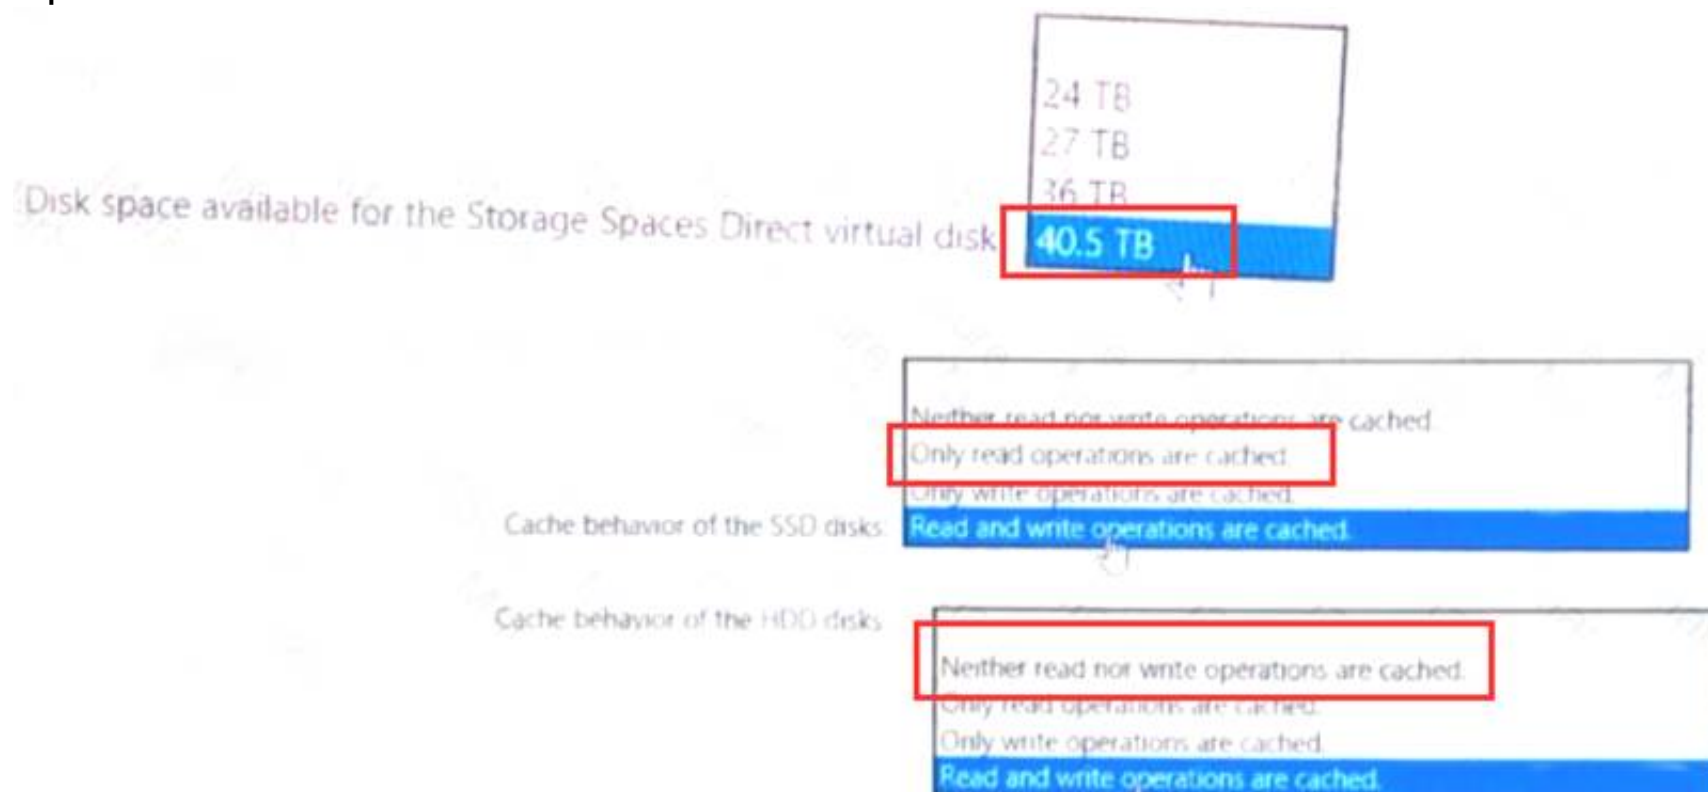 24 TB
27 TB
36 TB
Disk space available for the Storage Spaces Direct virtual disk
40.5 TB
Neither read nor write operations are cached.
Only read operations are cached.
Only write operations are cached.
Cache behavior of the SSD disks:
Read and write operations are cached.
Cache behavior of the HDD disks
Neither read nor write operations are cached.
Only read operations are cached.
Only write operations are cached.
Read and write operations are cached.